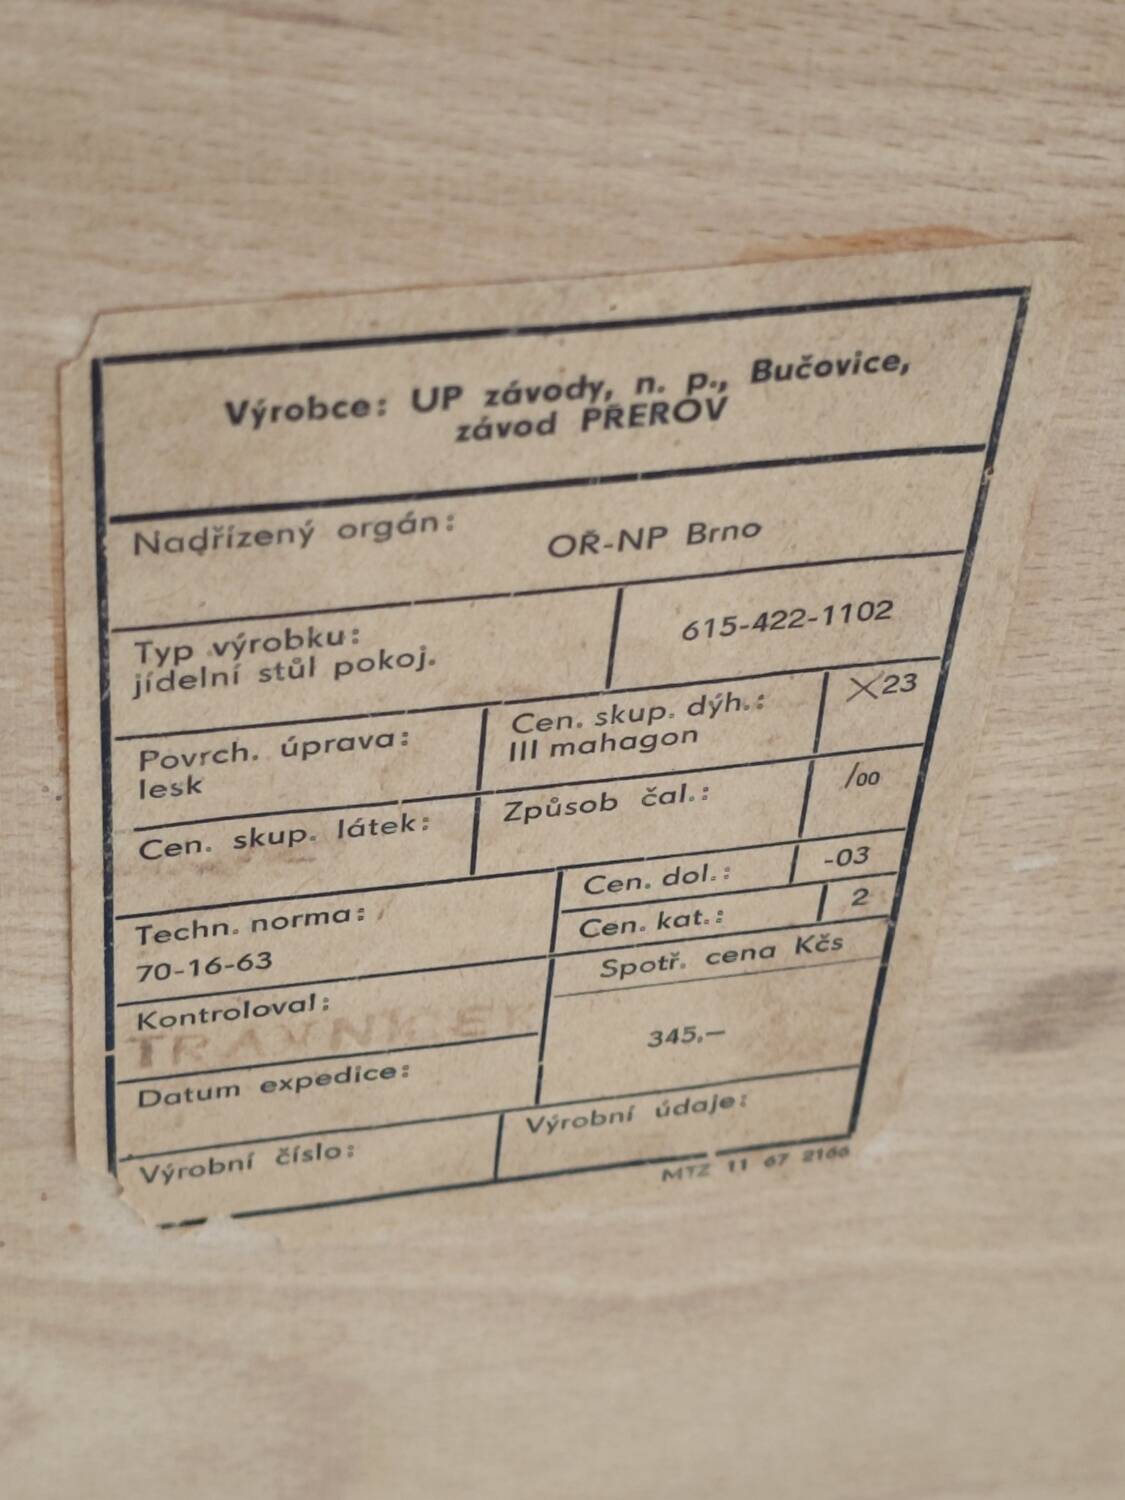 Výrobce: UP závody, n. p., Bučovice,
závod PŘEROV
Nadřízený orgán: OŘ-NP Brno
Typ výrobku:
jídelní stůl pokoj.
615-422-1102
Povrch. úprava:
lesk
Cen. skup. dýh.:
III mahagon
X23
Cen. skup. látek:
Způsob čal.:
/00
Techn. norma:
70-16-63
Cen. dol.: -03
Cen. kat.: 2
Kontroloval:
TRÁVNÍČEK
Spotř. cena Kčs
345,—
Datum expedice:
Výrobní číslo:
Výrobní údaje:
MTZ 11 67 2166